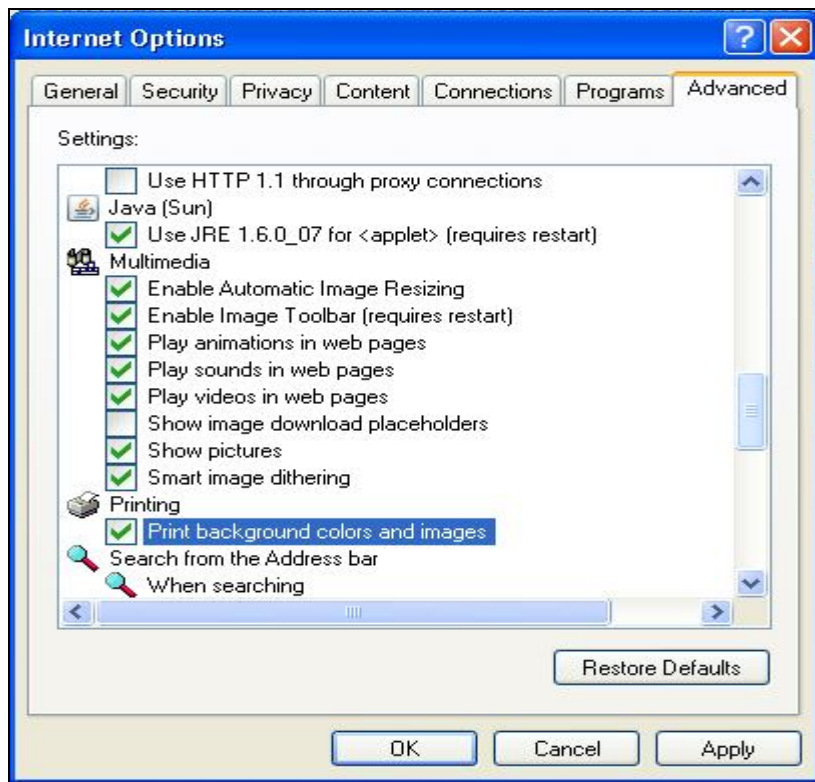 Internet Options
General Security Privacy Content Connections Programs Advanced
Settings:
Use HTTP 1.1 through proxy connections
Java (Sun)
Use JRE 1.6.0_07 for <applet> (requires restart)
Multimedia
Enable Automatic Image Resizing
Enable Image Toolbar (requires restart)
Play animations in web pages
Play sounds in web pages
Play videos in web pages
Show image download placeholders
Show pictures
Smart image dithering
Printing
Print background colors and images
Search from the Address bar
When searching
Restore Defaults
OK Cancel Apply